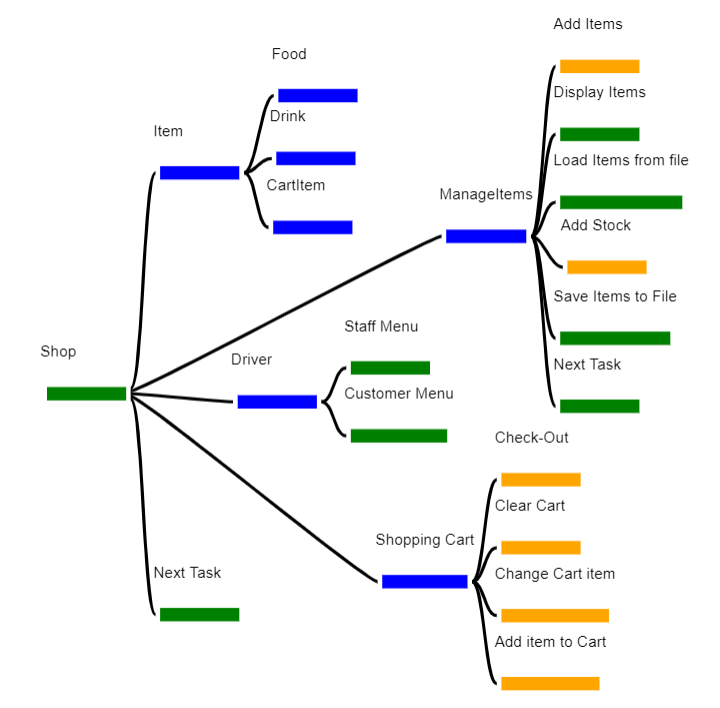 Shop
Item
Food
Drink
CartItem
ManageItems
Add Items
Display Items
Load Items from file
Add Stock
Save Items to File
Next Task
Driver
Staff Menu
Customer Menu
Shopping Cart
Check-Out
Clear Cart
Change Cart item
Add item to Cart
Next Task